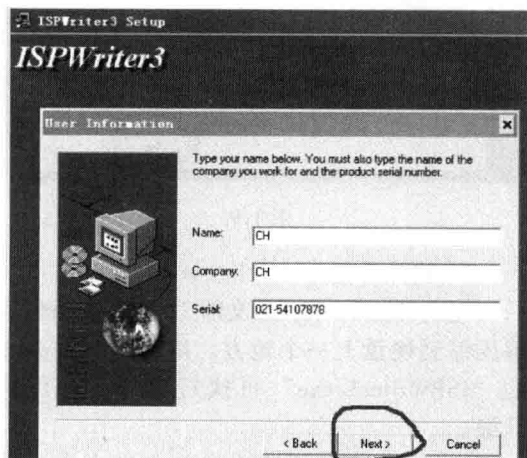 ISPWriter3 Setup
ISPWriter3
User Information
Type your name below. You must also type the name of the
company you work for and the product serial number.
Name: CH
Company: CH
Serial: 021-54107878
< Back Next > Cancel